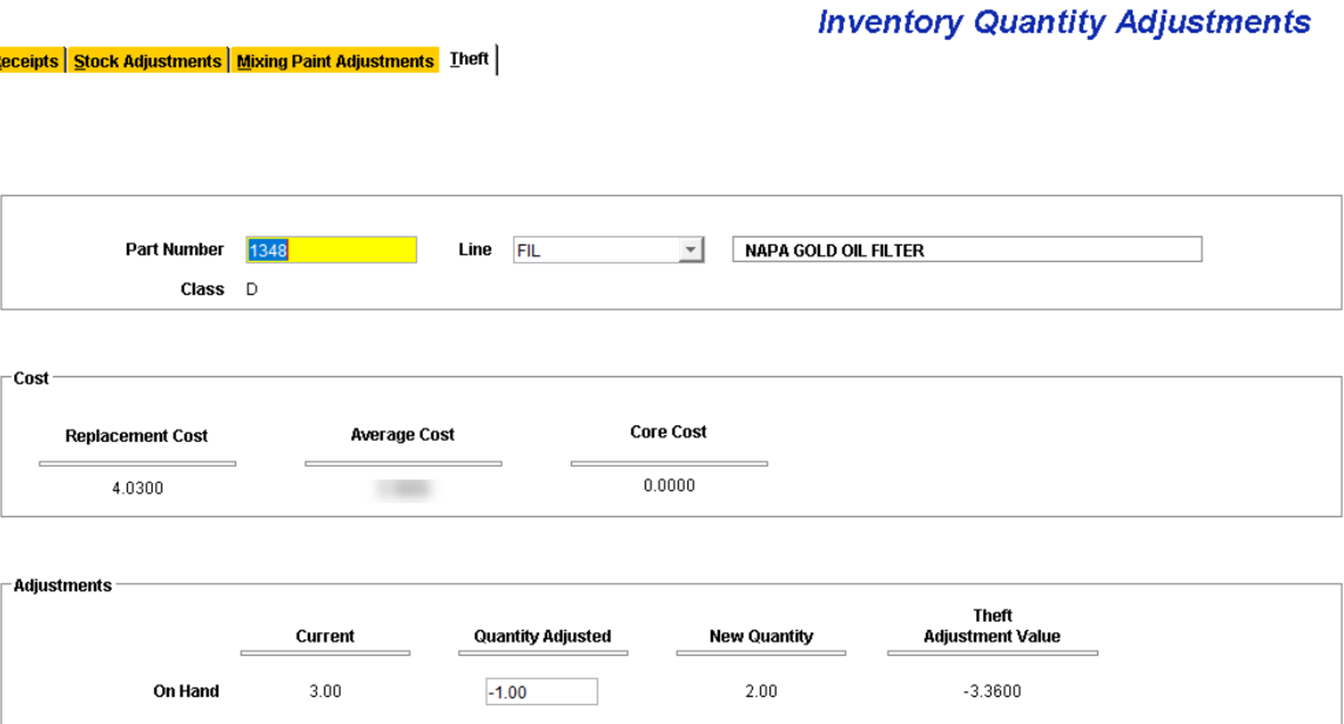 Inventory Quantity Adjustments
eceipts Stock Adjustments Mixing Paint Adjustments Theft
Part Number 1348 Line FIL NAPA GOLD OIL FILTER
Class D
Cost
Replacement Cost Average Cost Core Cost
4.0300 0.0000
Adjustments
Current Quantity Adjusted New Quantity Theft Adjustment Value
On Hand 3.00 -1.00 2.00 -3.3600